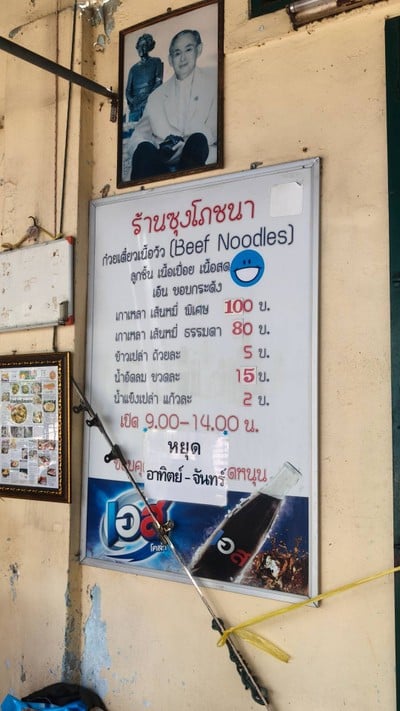 ร้านซุงโภชนา
ก๋วยเตี๋ยวเนื้อวัว (Beef Noodles)
ลูกชิ้น เนื้อเปื่อย เนื้อสด
เอ็น ขอบกระด้ง
เกาเหลา เส้นหมี่ พิเศษ 100 บ.
เกาเหลา เส้นหมี่ ธรรมดา 80 บ.
ข้าวเปล่า ถ้วยละ 5 บ.
น้ำอัดลม ขวดละ 15 บ.
น้ำแข็งเปล่า แก้วละ 2 บ.
เปิด 9.00-14.00 น.
หยุด
อาทิตย์-จันทร์
เอส
เอส